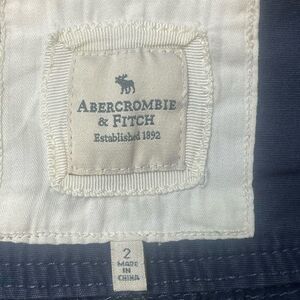 ABERCROMBIE
& FITCH
Established 1892
2
MADE
IN
CHINA